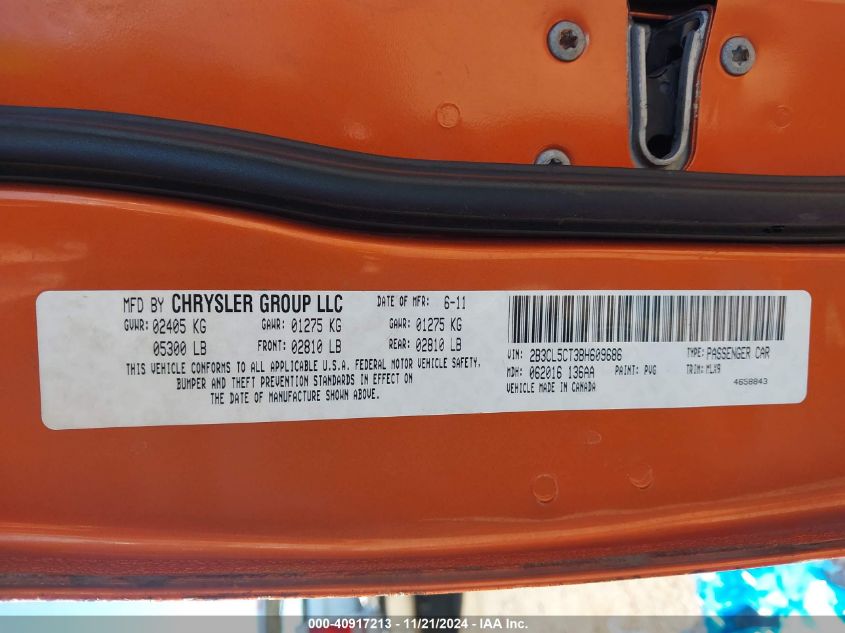 MFD BY CHRYSLER GROUP LLC DATE OF MFR: 6-11
GVWR: 02405 KG GAWR: 01275 KG GAWR: 01275 KG
05300 LB FRONT: 02810 LB REAR: 02810 LB
THIS VEHICLE CONFORMS TO ALL APPLICABLE U.S.A. FEDERAL MOTOR VEHICLE SAFETY,
BUMPER AND THEFT PREVENTION STANDARDS IN EFFECT ON
THE DATE OF MANUFACTURE SHOWN ABOVE.
VIN: 2B3CL5CT3BH609686 TYPE: PASSENGER CAR
MDH: 062016 136AA PAINT: PVG TRIM: MLX9
VEHICLE MADE IN CANADA 4658843
000-40917213 - 11/21/2024 - IAA Inc.